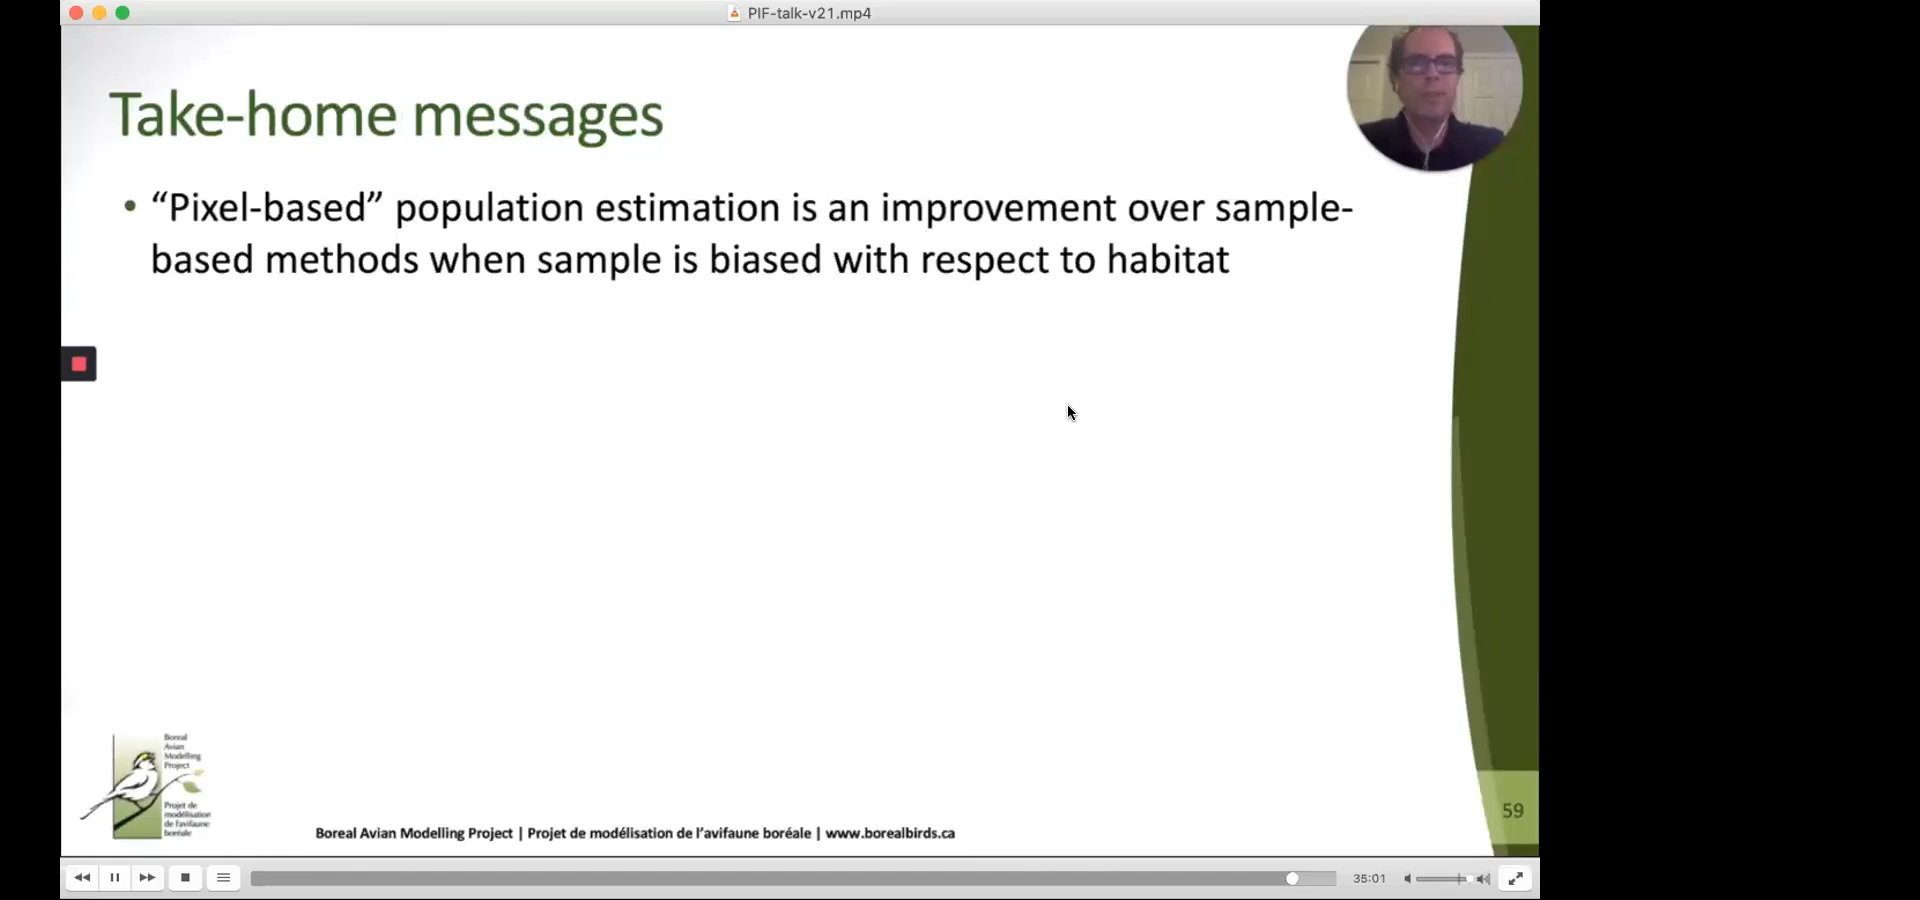 PIF-talk-v21.mp4
Take-home messages
• “Pixel-based” population estimation is an improvement over sample-
based methods when sample is biased with respect to habitat
Boreal
Avian
Modelling
Project
Projet de
modélisation
de l'avifaune
boréale
Boreal Avian Modelling Project | Projet de modélisation de l’avifaune boréale | www.borealbirds.ca
59
35:01